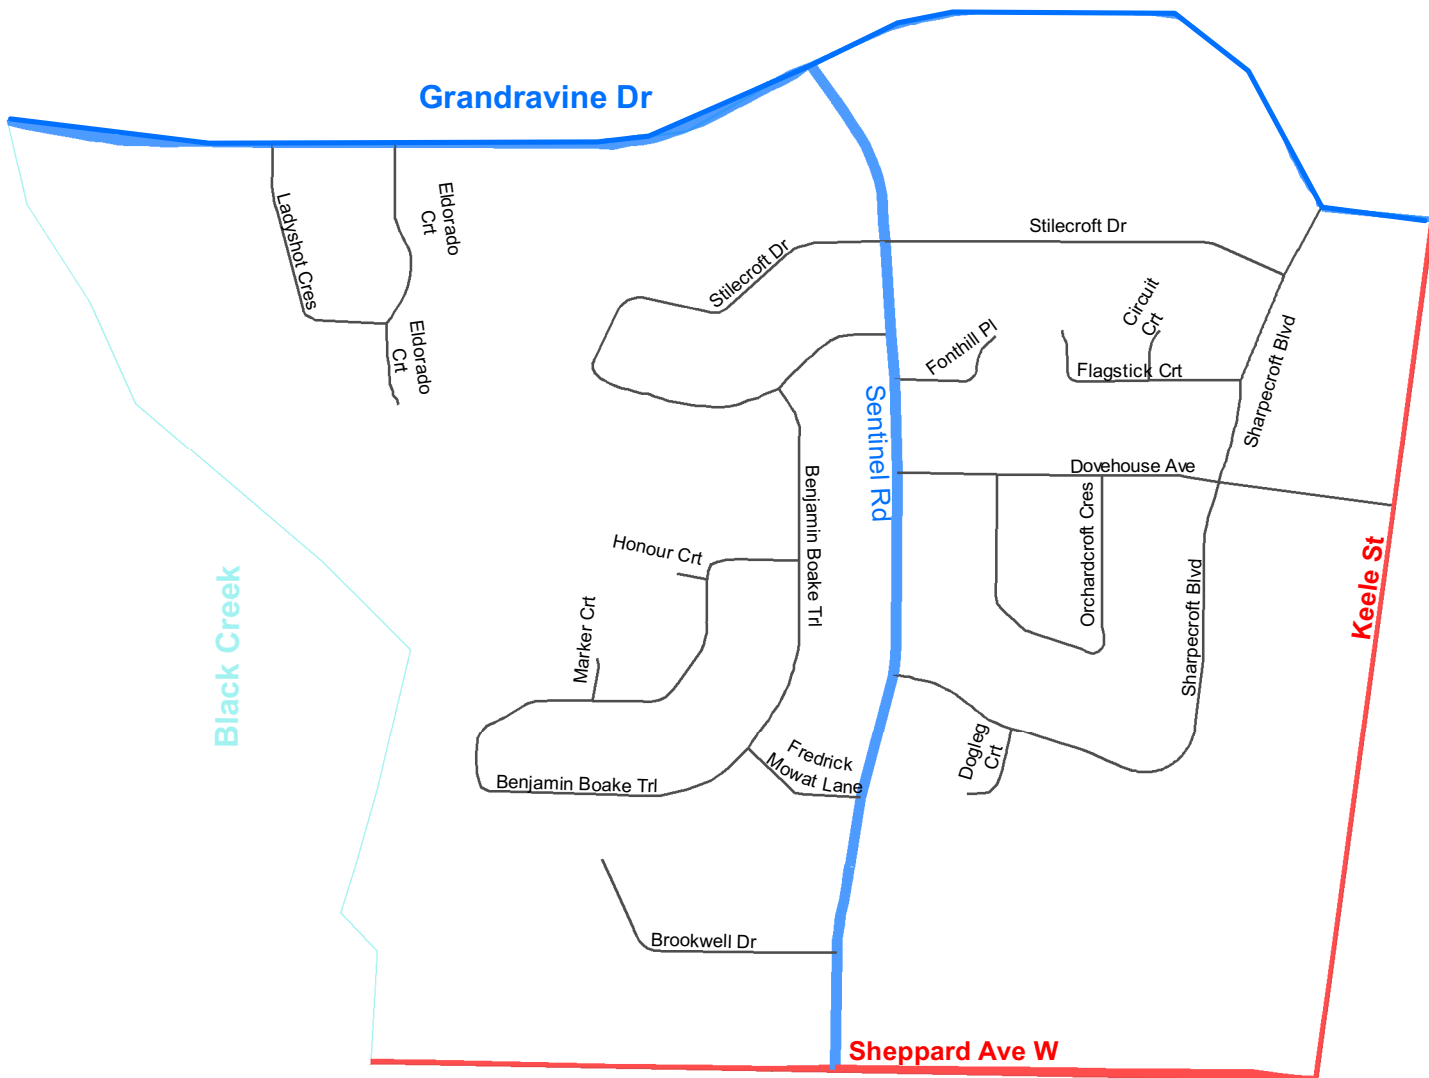 Grandravine Dr
Eldorado
Crt
Ladyshot Cres
Stilecroft Dr
Stilecroft Dr
Circuit
Crt
Eldorado
Crt
Fonthill Pl
Flagstick Crt
Sharpecroft Blvd
Sentinel Rd
Dovehouse Ave
Benjamin Boake Trl
Orchardcroft Cres
Honour Crt
Keele St
Black Creek
Marker Crt
Sharpecroft Blvd
Dogleg
Crt
Fredrick
Mowat Lane
Benjamin Boake Trl
Brookwell Dr
Sheppard Ave W